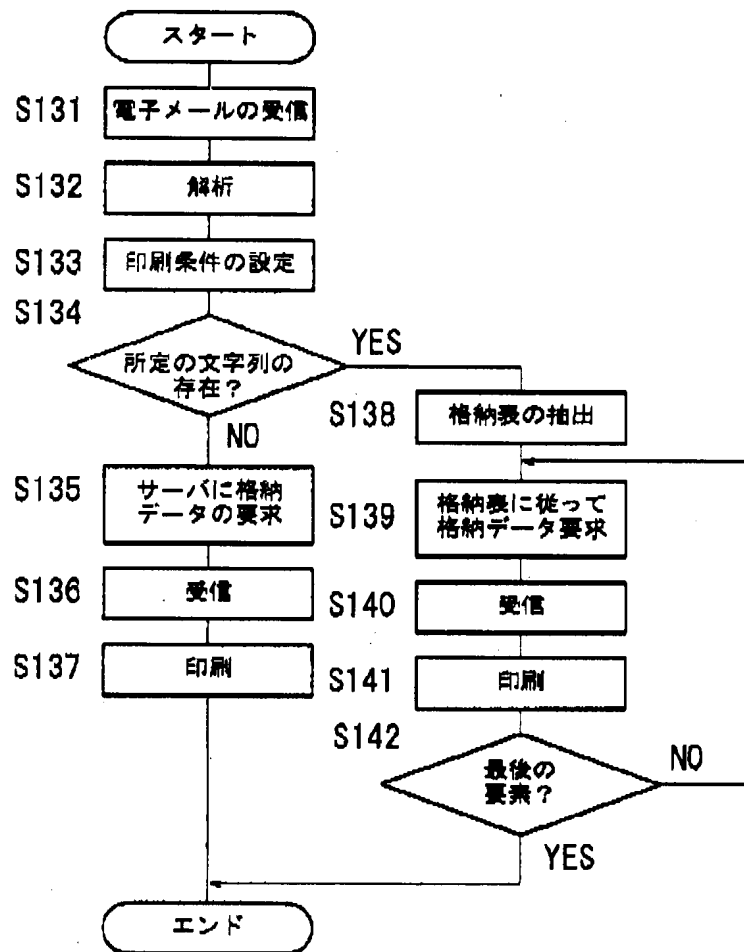 スタート
S131
電子メールの受信
S132
解析
S133
印刷条件の設定
S134
所定の文字列の
存在?
YES
NO
S135
サーバに格納
データの要求
S136
受信
S137
印刷
S138
格納表の抽出
S139
格納表に従って
格納データ要求
S140
受信
S141
印刷
S142
最後の
要素?
NO
YES
エンド